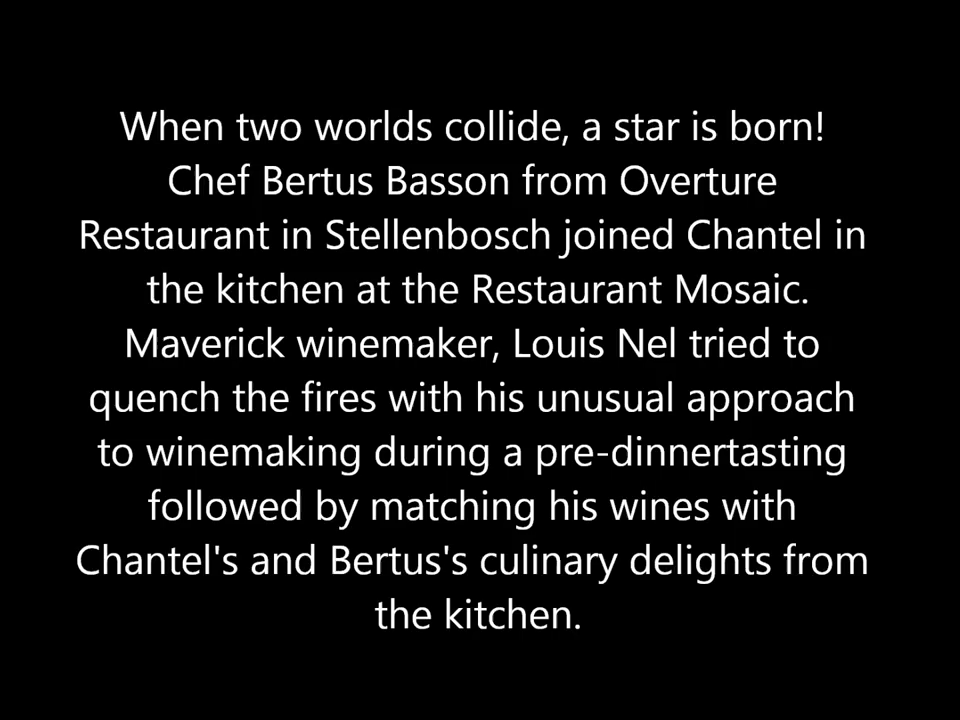 When two worlds collide, a star is born!
Chef Bertus Basson from Overture
Restaurant in Stellenbosch joined Chantel in
the kitchen at the Restaurant Mosaic.
Maverick winemaker, Louis Nel tried to
quench the fires with his unusual approach
to winemaking during a pre-dinnertasting
followed by matching his wines with
Chantel's and Bertus's culinary delights from
the kitchen.